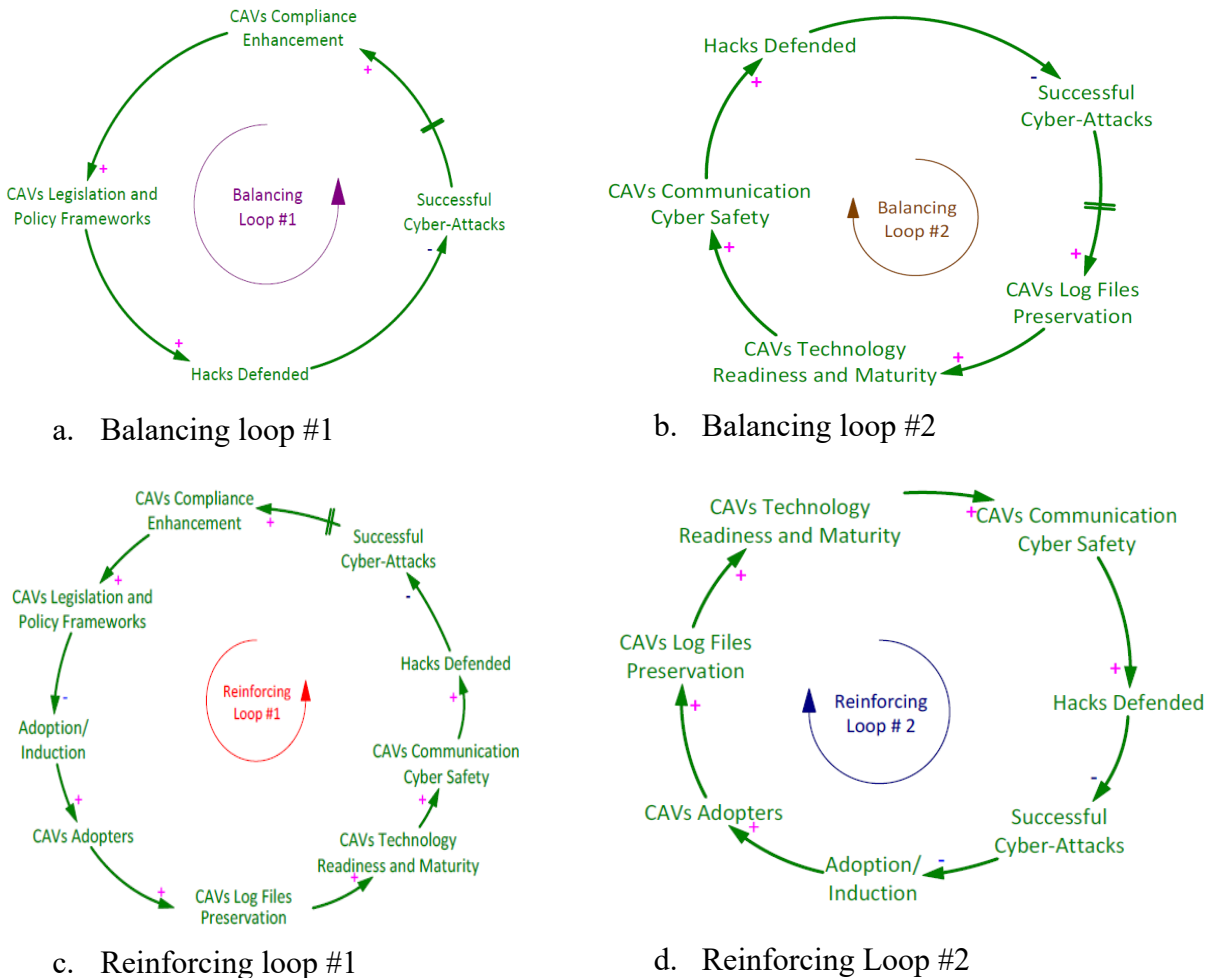 CAVs Compliance
Enhancement
+
+
CAVs Legislation and
Policy Frameworks
Balancing
Loop #1
Successful
Cyber-Attacks
-
+
Hacks Defended
a. Balancing loop #1
Hacks Defended
+
-
Successful
Cyber-Attacks
CAVs Communication
Cyber Safety
Balancing
Loop #2
+
+
CAVs Log Files
Preservation
CAVs Technology
Readiness and Maturity
+
b. Balancing loop #2
CAVs Compliance
Enhancement
+
Successful
Cyber-Attacks
+
-
CAVs Legislation and
Policy Frameworks
Hacks Defended
-
+
Reinforcing
Loop #1
Adoption/
Induction
CAVs Communication
Cyber Safety
+
+
CAVs Adopters
CAVs Technology
Readiness and Maturity
+
+
CAVs Log Files
Preservation
c. Reinforcing loop #1
CAVs Technology
Readiness and Maturity
+
CAVs Communication
Cyber Safety
+
CAVs Log Files
Preservation
+
+
Hacks Defended
Reinforcing
Loop # 2
-
CAVs Adopters
+
Successful
Cyber-Attacks
-
Adoption/
Induction
d. Reinforcing Loop #2